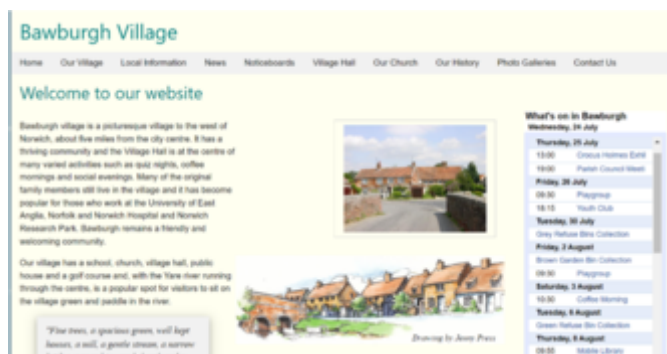 Bawburgh Village
Home Our Village Local Information News Noticeboards Village Hall Our Church Our History Photo Galleries Contact Us
Welcome to our website
Bawburgh village is a picturesque village to the west of
Norwich, about five miles from the city centre. It has a
thriving community and the Village Hall is at the centre of
many varied activities such as quiz nights, coffee
mornings and social evenings. Many of the original
family members still live in the village and it has become
popular for those who work at the University of East
Anglia, Norfolk and Norwich Hospital and Norwich
Research Park. Bawburgh remains a friendly and
welcoming community.
Our village has a school, church, village hall, public
house and a golf course and, with the Yare river running
through the centre, is a popular spot for visitors to sit on
the village green and paddle in the river.
"Fine trees, a spacious green, well kept
houses, a mill, a gentle stream, a narrow
Drawing by Jenny Press
What's on in Bawburgh
Wednesday, 24 July
Thursday, 25 July
13:00 Crocus Holmes Exhil
19:00 Parish Council Meeti
Friday, 26 July
09:30 Playgroup
18:15 Youth Club
Tuesday, 30 July
Grey Refuse Bins Collection
Friday, 2 August
Brown Garden Bin Collection
09:30 Playgroup
Saturday, 3 August
10:30 Coffee Morning
Tuesday, 6 August
Green Refuse Bin Collection
Thursday, 8 August
09:55 Mobile Library